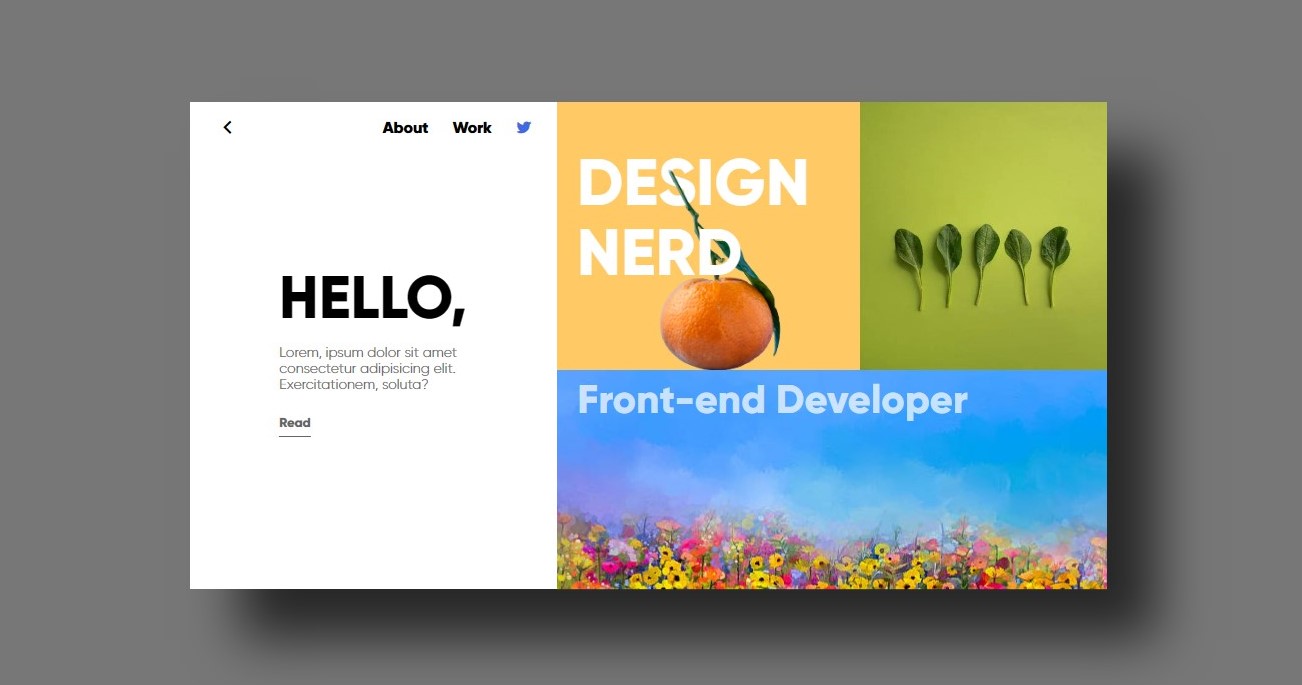 About Work
HELLO,
Lorem, ipsum dolor sit amet
consectetur adipisicing elit.
Exercitationem, soluta?
Read
DESIGN
NERD
Front-end Developer